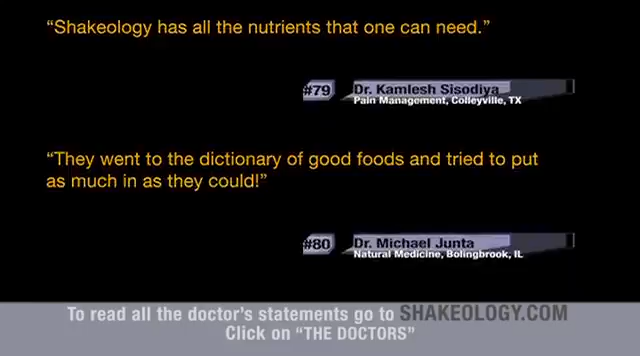 “Shakeology has all the nutrients that one can need.”
#79 Dr. Kamlesh Sisodiya
Pain Management, Colleyville, TX
“They went to the dictionary of good foods and tried to put
as much in as they could!”
#80 Dr. Michael Junta
Natural Medicine, Bolingbrook, IL
To read all the doctor's statements go to SHAKEOLOGY.COM
Click on “THE DOCTORS”